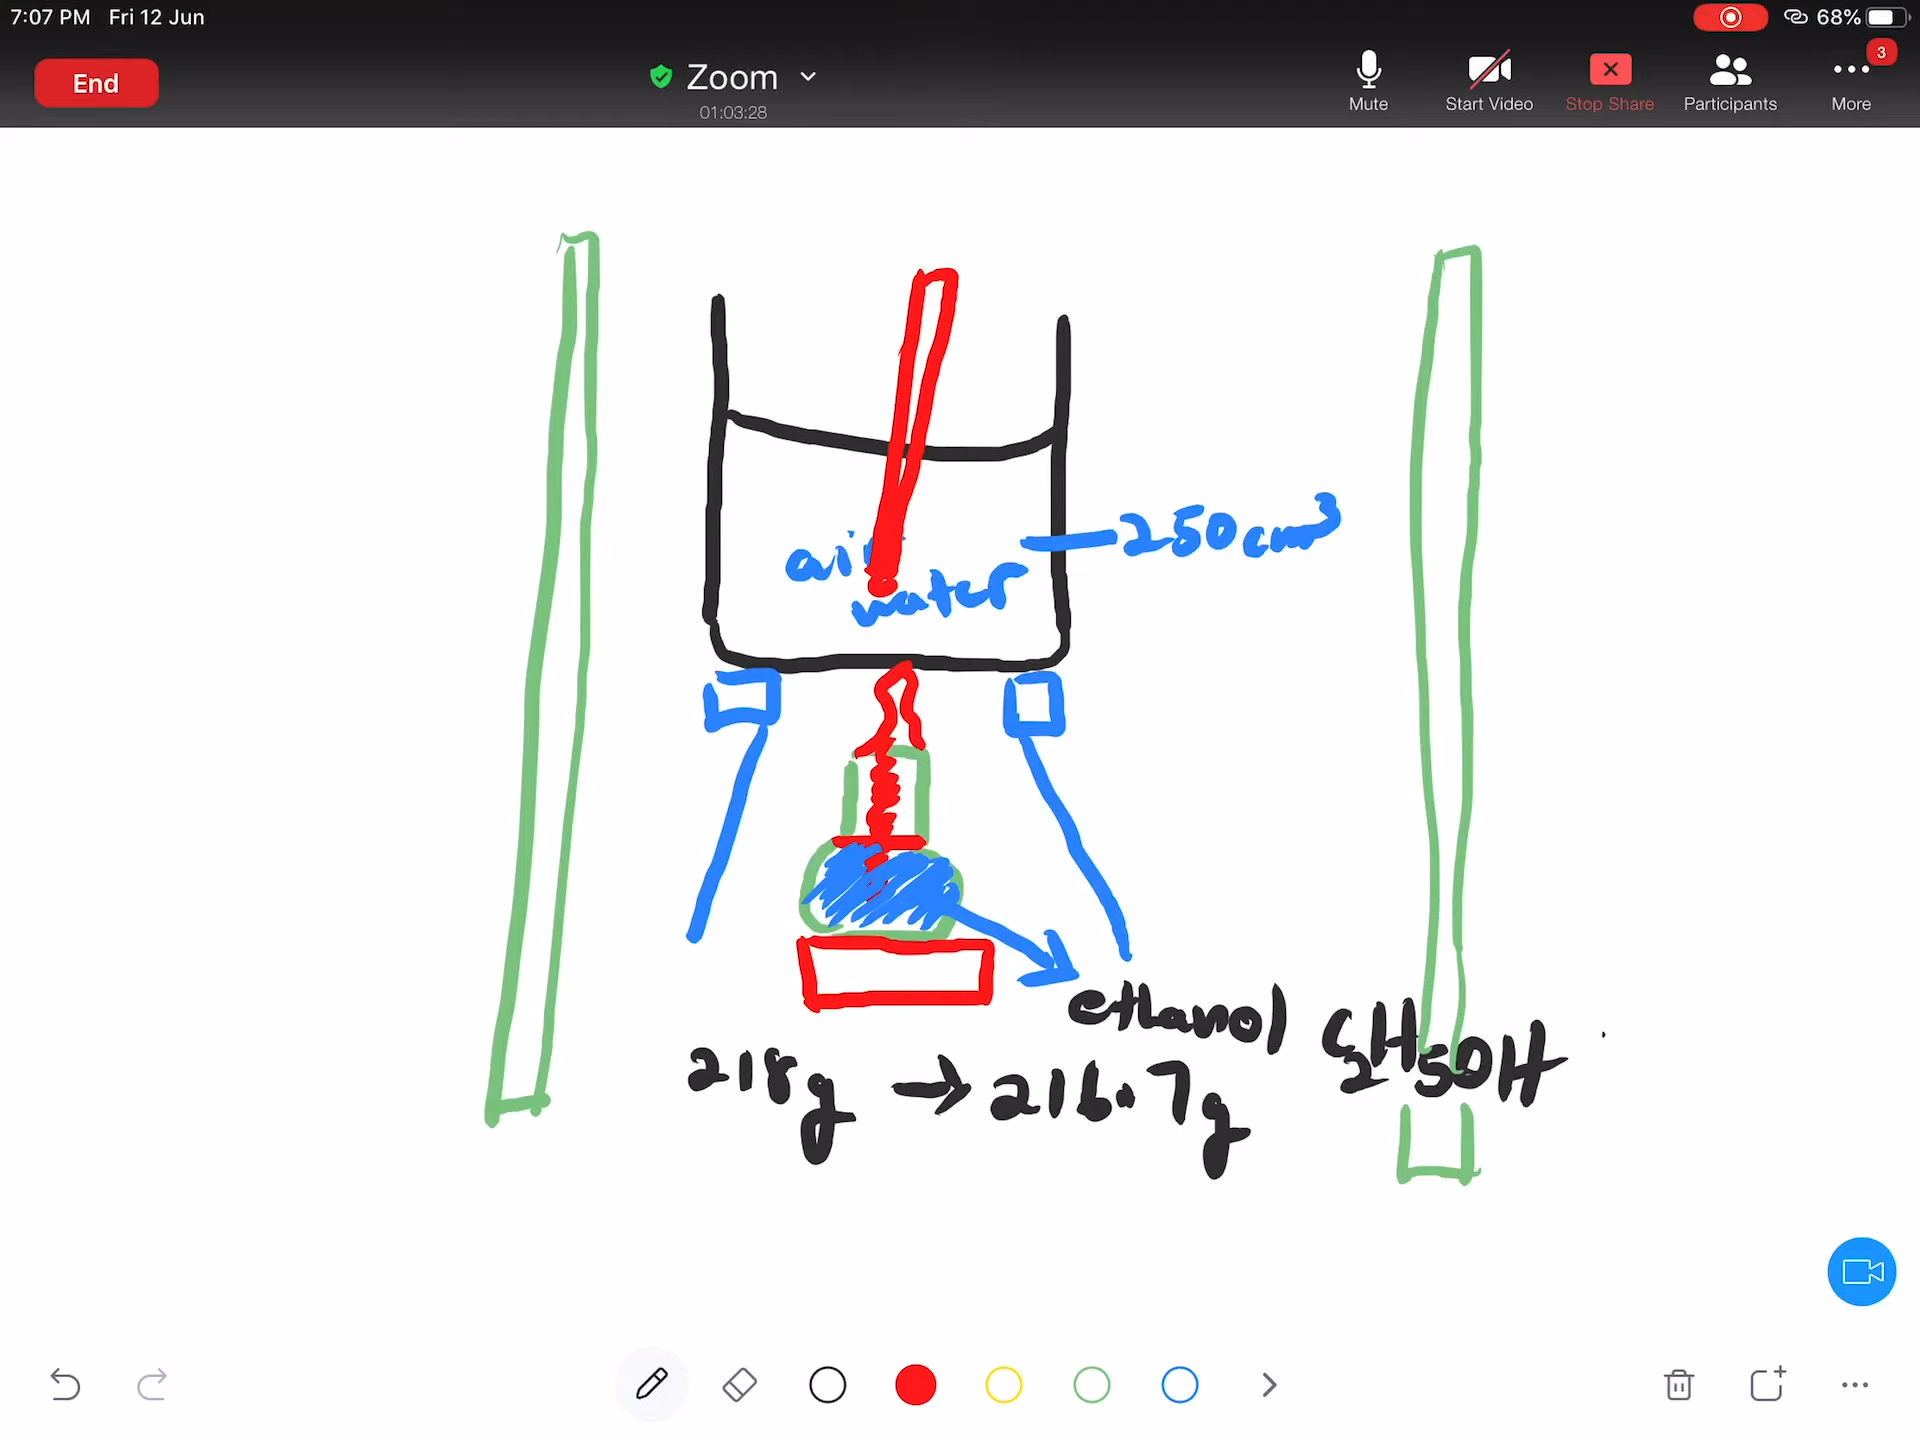 7:07 PM Fri 12 Jun
68%
End
Zoom
01:03:28
Mute
Start Video
Stop Share
Participants
More
3
250cm³
water
ethanol C₂H₅OH
218g → 216.7g